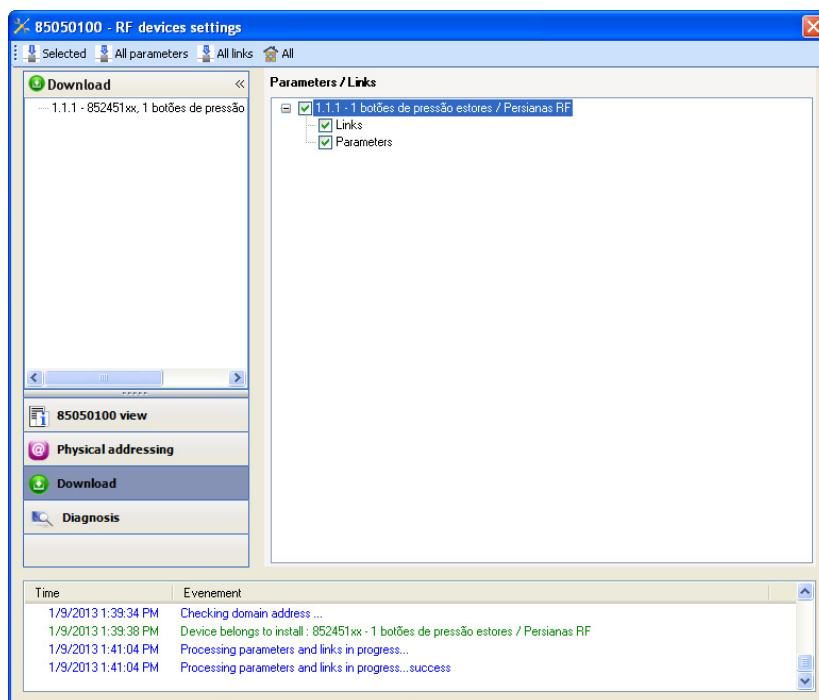 85050100 - RF devices settings
Selected All parameters All links All
Download «
1.1.1 - 852451xx, 1 botões de pressão
85050100 view
Physical addressing
Download
Diagnosis
Parameters / Links
1.1.1 - 1 botões de pressão estores / Persianas RF
Links
Parameters
Time Evenement
1/9/2013 1:39:34 PM Checking domain address ...
1/9/2013 1:39:38 PM Device belongs to install : 852451xx - 1 botões de pressão estores / Persianas RF
1/9/2013 1:41:04 PM Processing parameters and links in progress...
1/9/2013 1:41:04 PM Processing parameters and links in progress...success